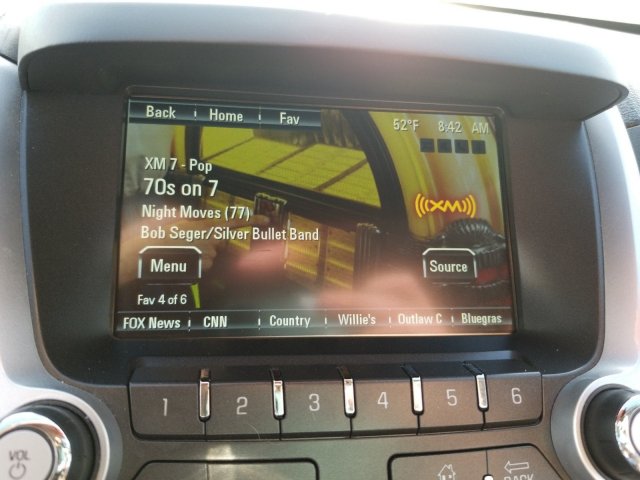 Back Home Fav
52°F 8:42 AM
XM 7 - Pop
70s on 7
((XM))
Night Moves (77)
Bob Seger/Silver Bullet Band
Menu Source
Fav 4 of 6
FOX News CNN Country Willie's Outlaw C Bluegras
1 2 3 4 5 6
VOL
BACK